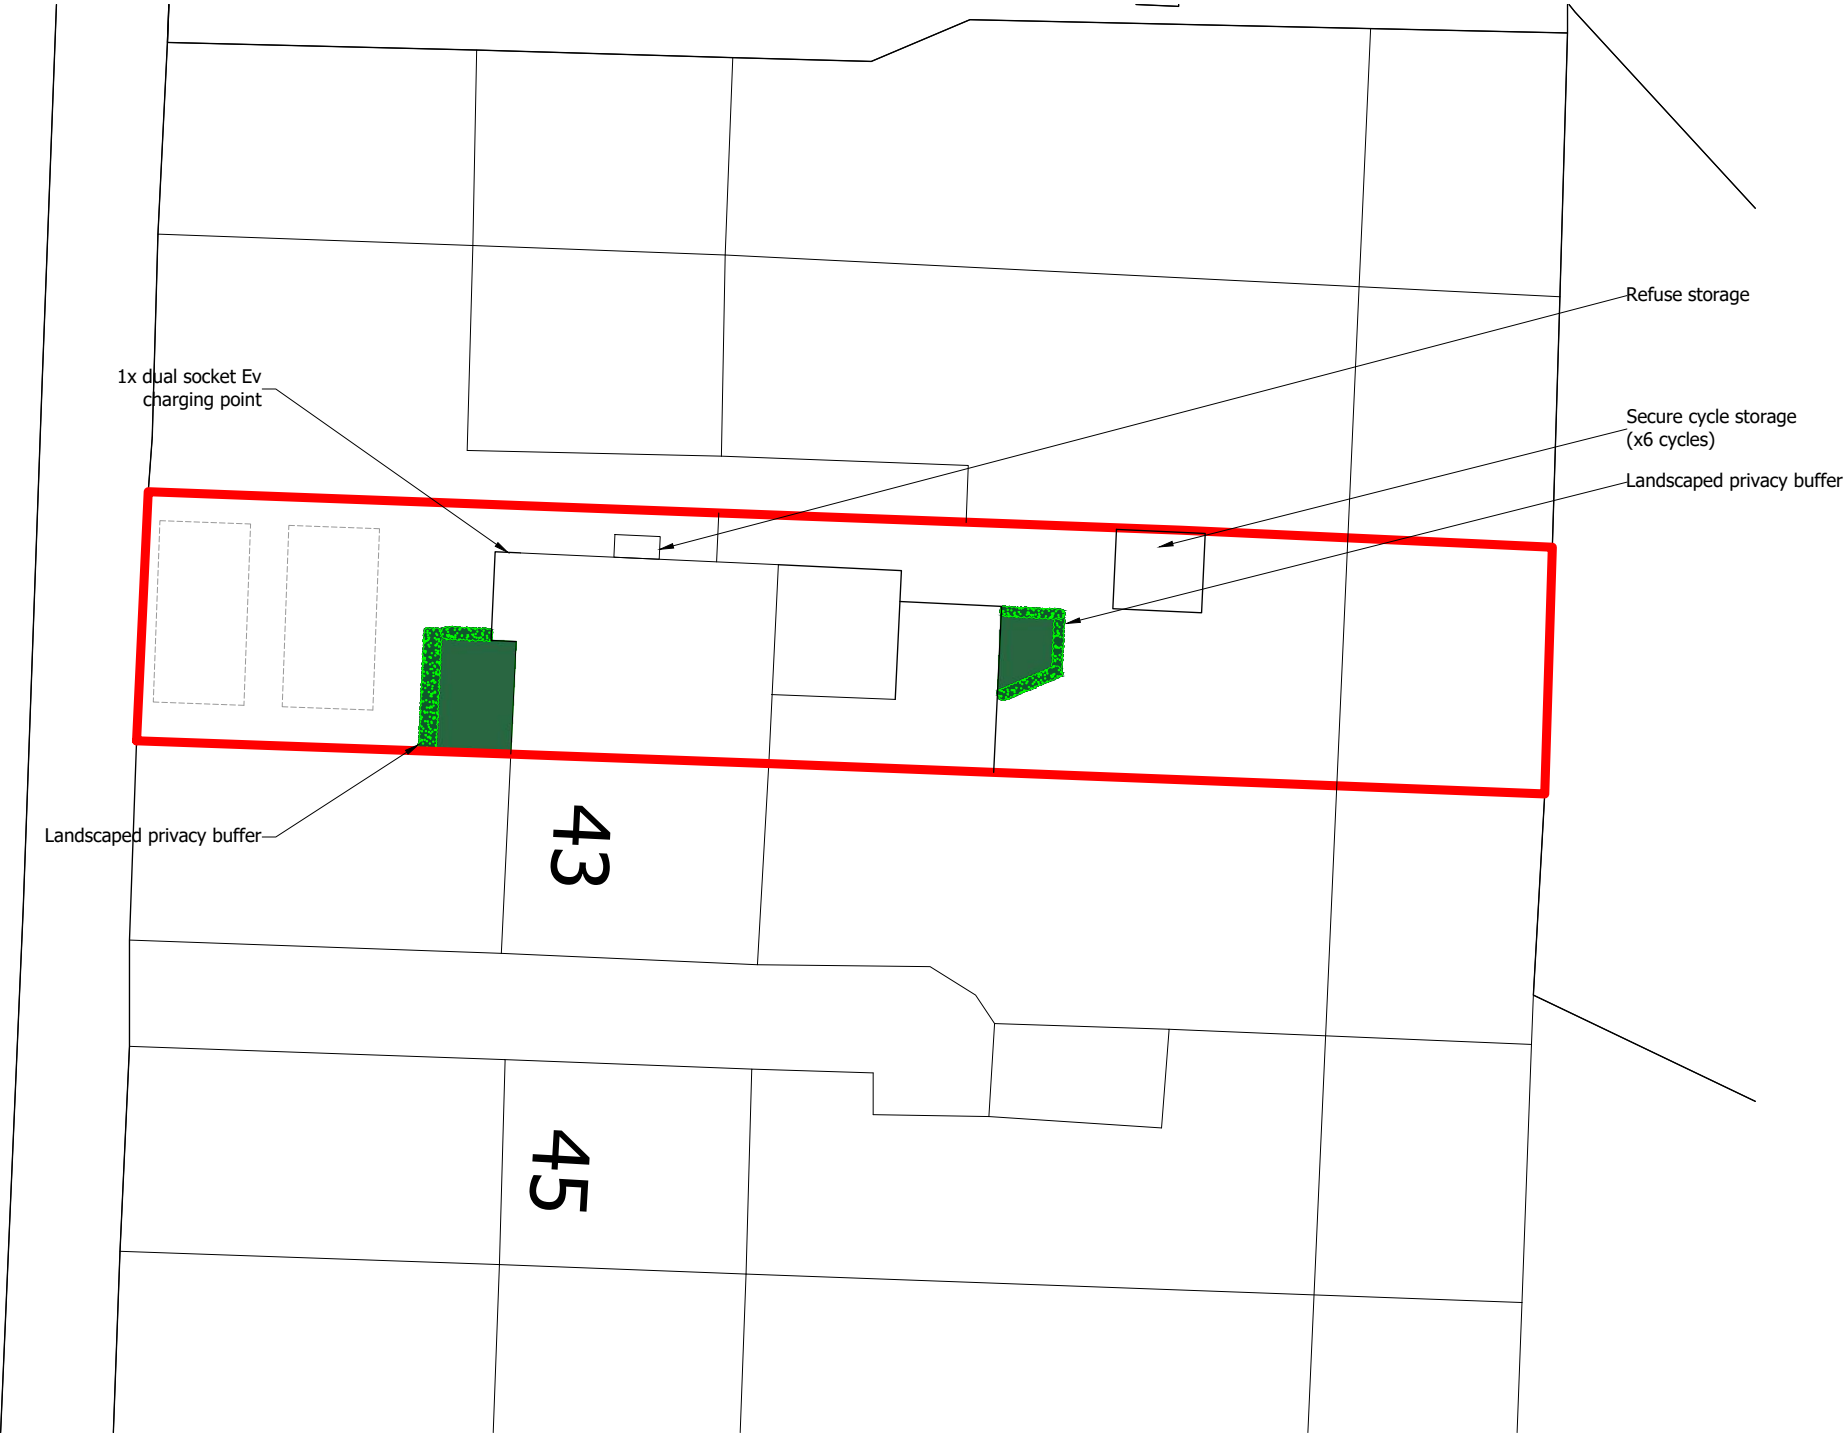 Refuse storage
1x dual socket Ev
charging point
Secure cycle storage
(x6 cycles)
Landscaped privacy buffer
Landscaped privacy buffer
43
45